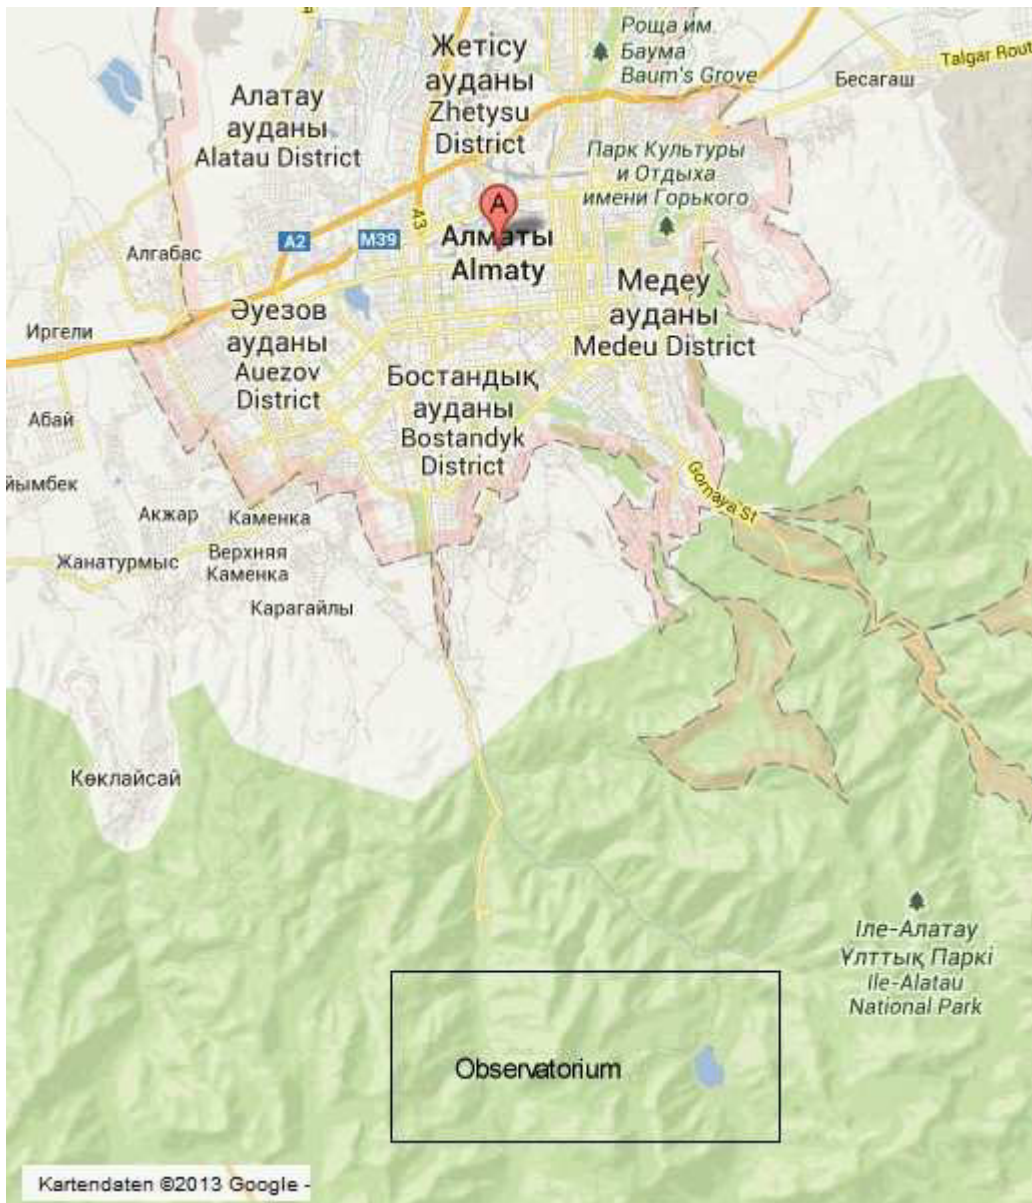 Роща им.
Баума
Baum's Grove
Talgar Rout
Бесагаш
Жетісу
ауданы
Zhetysu
District
Алатау
ауданы
Alatau District
Парк Культуры
и Отдыха
имени Горького
A
A3
A2
M39
Алматы
Almaty
Алгабас
Иргели
Әуезов
ауданы
Auezov
District
Медеу
ауданы
Medeu District
Бостандық
ауданы
Bostandyk
District
Абай
йымбек
Акжар
Каменка
Gornaya St
Жанатурмыс
Верхняя
Каменка
Карагайлы
Көклайсай
Іле-Алатау
Ұлттық Паркі
Ile-Alatau
National Park
Observatorium
Kartendaten ©2013 Google -